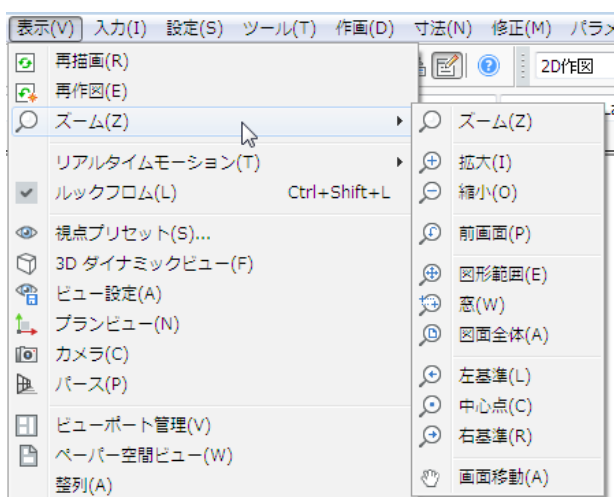 表示(V) 入力(I) 設定(S) ツール(T) 作画(D) 寸法(N) 修正(M) パラメ
再描画(R)
2D作図
再作図(E)
ズーム(Z)
リアルタイムモーション(T)
ルックフロム(L) Ctrl+Shift+L
視点プリセット(S)...
3D ダイナミックビュー(F)
ビュー設定(A)
プランビュー(N)
カメラ(C)
パース(P)
ビューポート管理(V)
ペーパー空間ビュー(W)
整列(A)
ズーム(Z)
拡大(I)
縮小(O)
前画面(P)
図形範囲(E)
窓(W)
図面全体(A)
左基準(L)
中心点(C)
右基準(R)
画面移動(A)